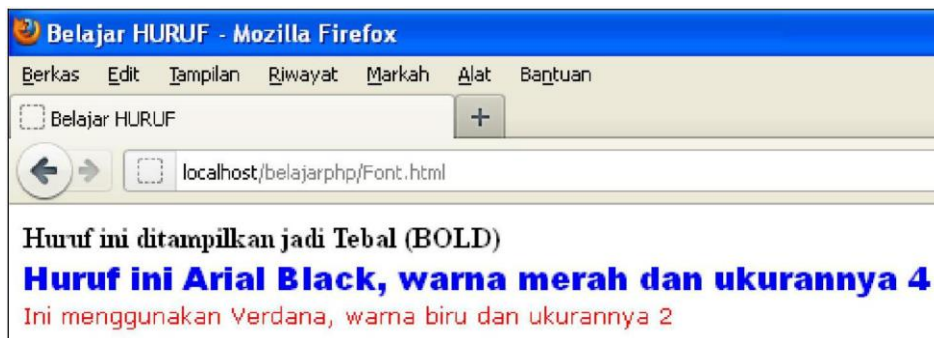 Belajar HURUF - Mozilla Firefox
Berkas Edit Tampilan Riwayat Markah Alat Bantuan
Belajar HURUF +
localhost/belajarphp/Font.html
Huruf ini ditampilkan jadi Tebal (BOLD)
Huruf ini Arial Black, warna merah dan ukurannya 4
Ini menggunakan Verdana, warna biru dan ukurannya 2